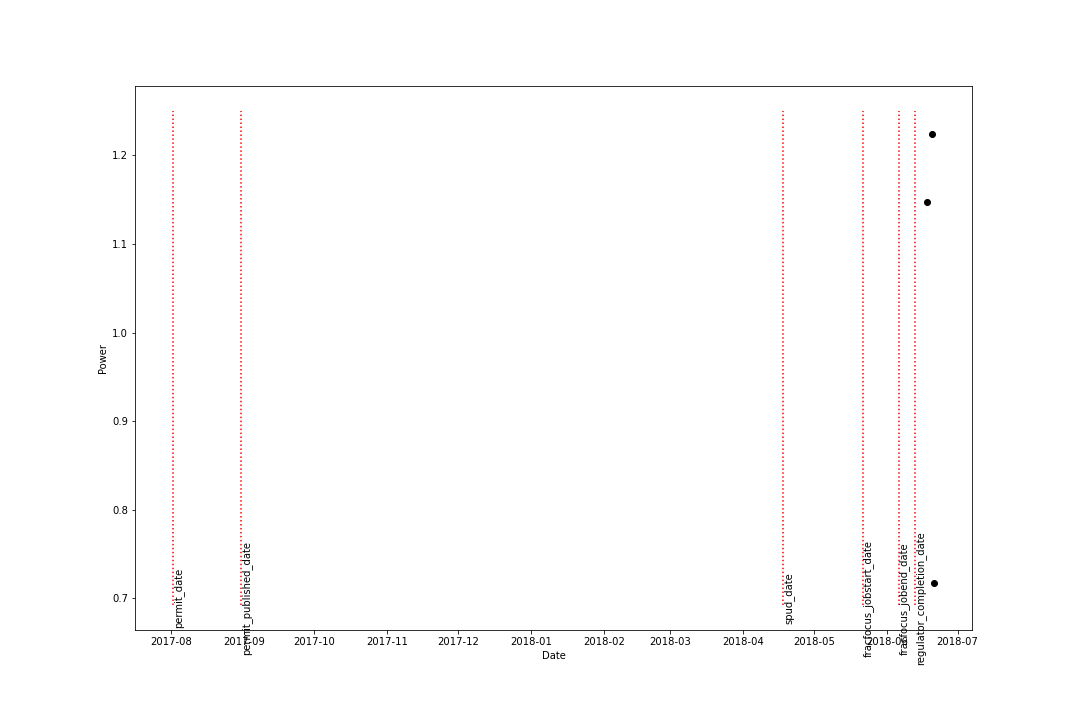 1.2
1.1
1.0
0.9
0.8
0.7
Power
permit_date
permit_published_date
spud_date
fracfocus_jobstart_date
fracfocus_jobend_date
regulator_completion_date
2017-08 2017-09 2017-10 2017-11 2017-12 2018-01 2018-02 2018-03 2018-04 2018-05 2018-06 2018-07
Date